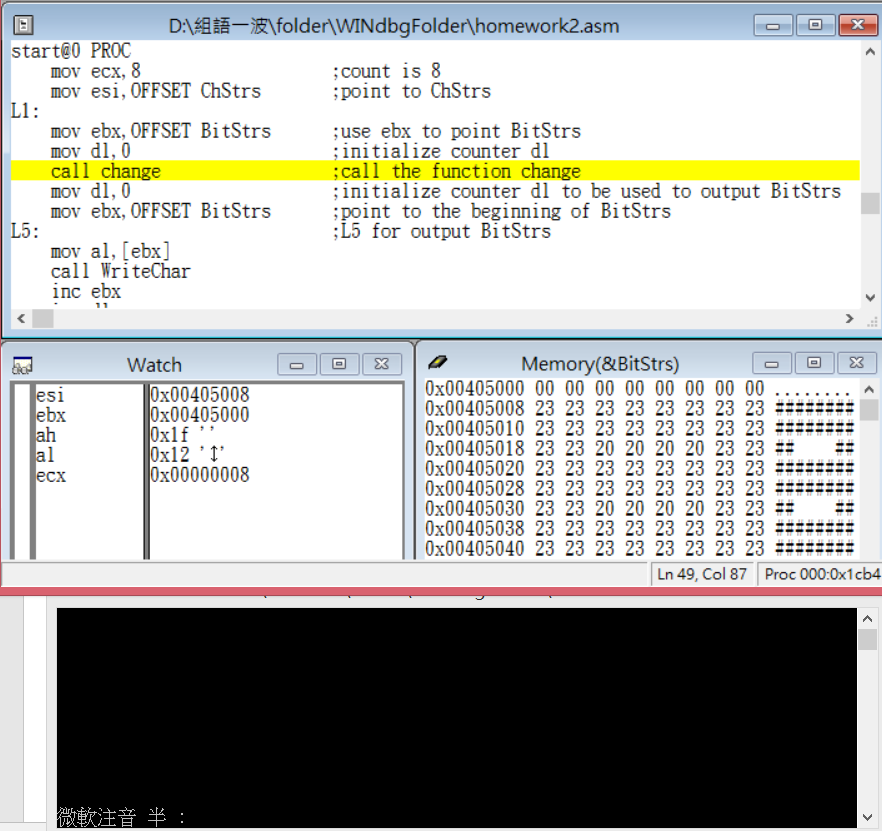 D:\組語一波\folder\WINdbgFolder\homework2.asm
start@0 PROC
mov ecx,8 ;count is 8
mov esi,OFFSET ChStrs ;point to ChStrs
L1:
mov ebx,OFFSET BitStrs ;use ebx to point BitStrs
mov dl,0 ;initialize counter dl
call change ;call the function change
mov dl,0 ;initialize counter dl to be used to output BitStrs
mov ebx,OFFSET BitStrs ;point to the beginning of BitStrs
L5: ;L5 for output BitStrs
mov al,[ebx]
call WriteChar
inc ebx
Watch
esi 0x00405008
ebx 0x00405000
ah 0x1f ''
al 0x12 '↕'
ecx 0x00000008
Memory(&BitStrs)
0x00405000 00 00 00 00 00 00 00 00 ........
0x00405008 23 23 23 23 23 23 23 23 ########
0x00405010 23 23 23 23 23 23 23 23 ########
0x00405018 23 23 20 20 20 20 23 23 ##    ##
0x00405020 23 23 23 23 23 23 23 23 ########
0x00405028 23 23 23 23 23 23 23 23 ########
0x00405030 23 23 20 20 20 20 23 23 ##    ##
0x00405038 23 23 23 23 23 23 23 23 ########
0x00405040 23 23 23 23 23 23 23 23 ########
Ln 49, Col 87 Proc 000:0x1cb4
微軟注音 半 :